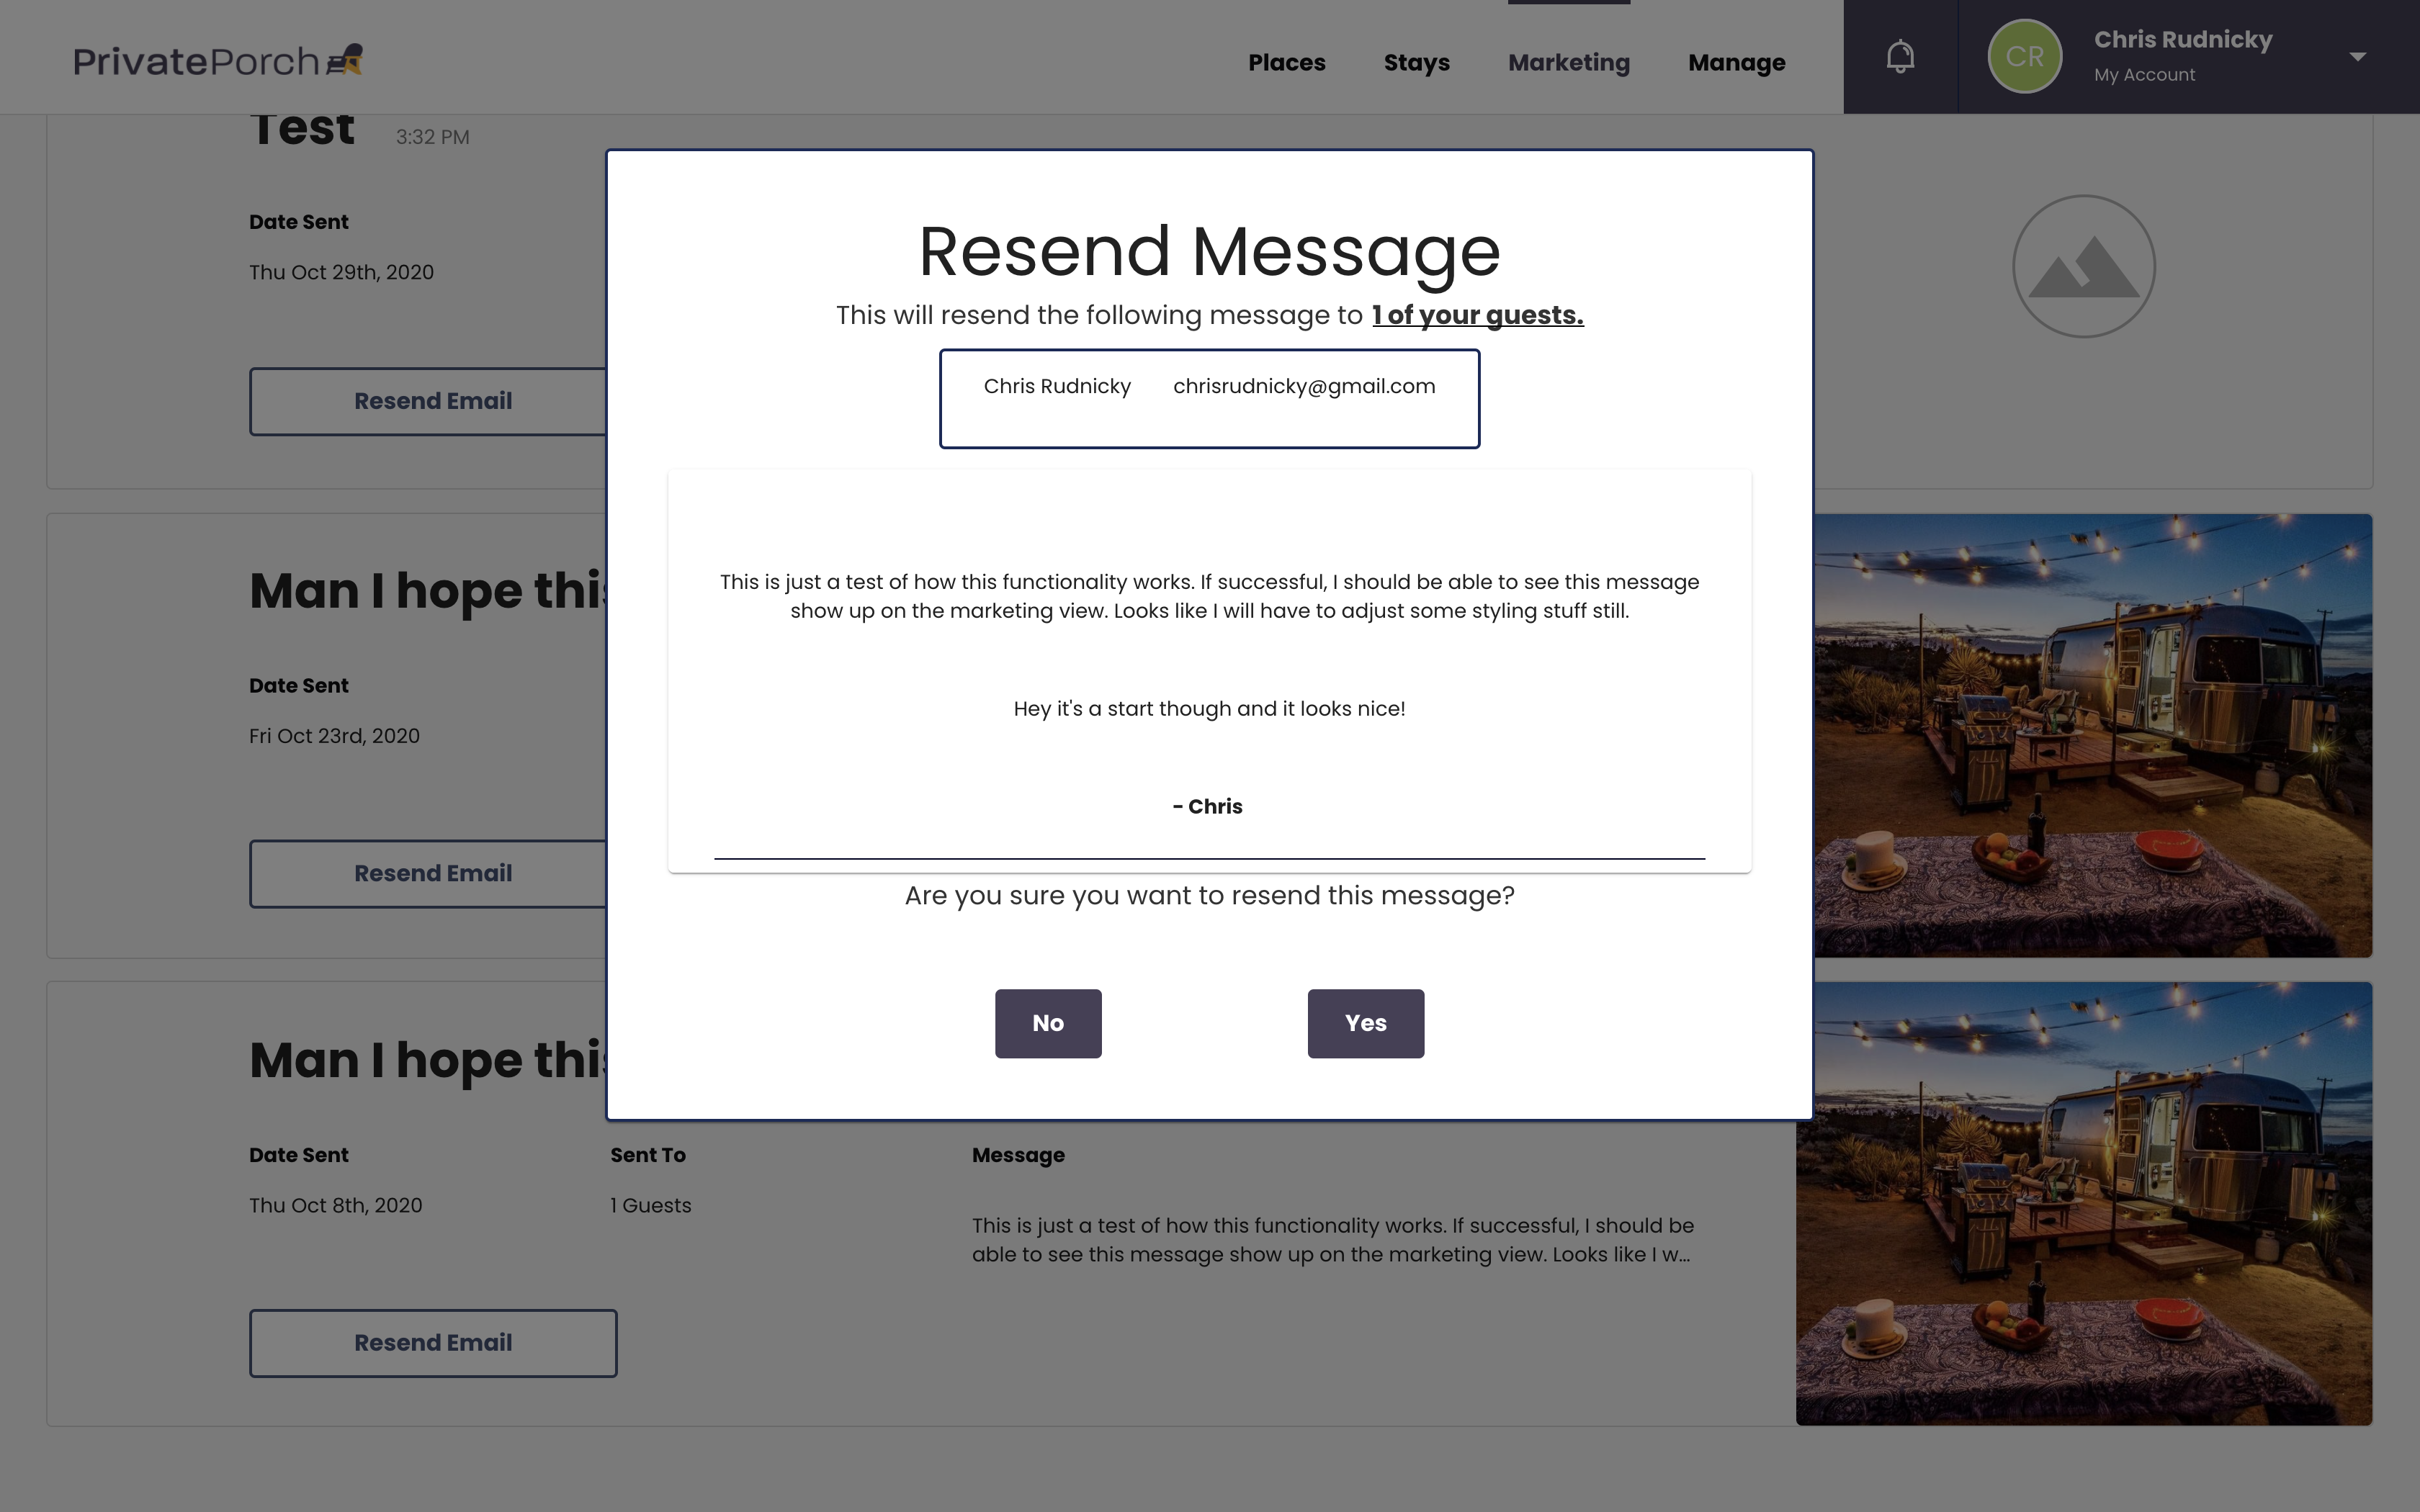 PrivatePorch
Places
Stays
Marketing
Manage
CR
Chris Rudnicky
My Account
Test
3:32 PM
Date Sent
Thu Oct 29th, 2020
Resend Email
Man I hope this
Date Sent
Fri Oct 23rd, 2020
Resend Email
Man I hope this
Date Sent
Thu Oct 8th, 2020
Sent To
1 Guests
Message
This is just a test of how this functionality works. If successful, I should be
able to see this message show up on the marketing view. Looks like I w...
Resend Email
Resend Message
This will resend the following message to 1 of your guests.
Chris Rudnicky chrisrudnicky@gmail.com
This is just a test of how this functionality works. If successful, I should be able to see this message
show up on the marketing view. Looks like I will have to adjust some styling stuff still.
Hey it's a start though and it looks nice!
- Chris
Are you sure you want to resend this message?
No
Yes